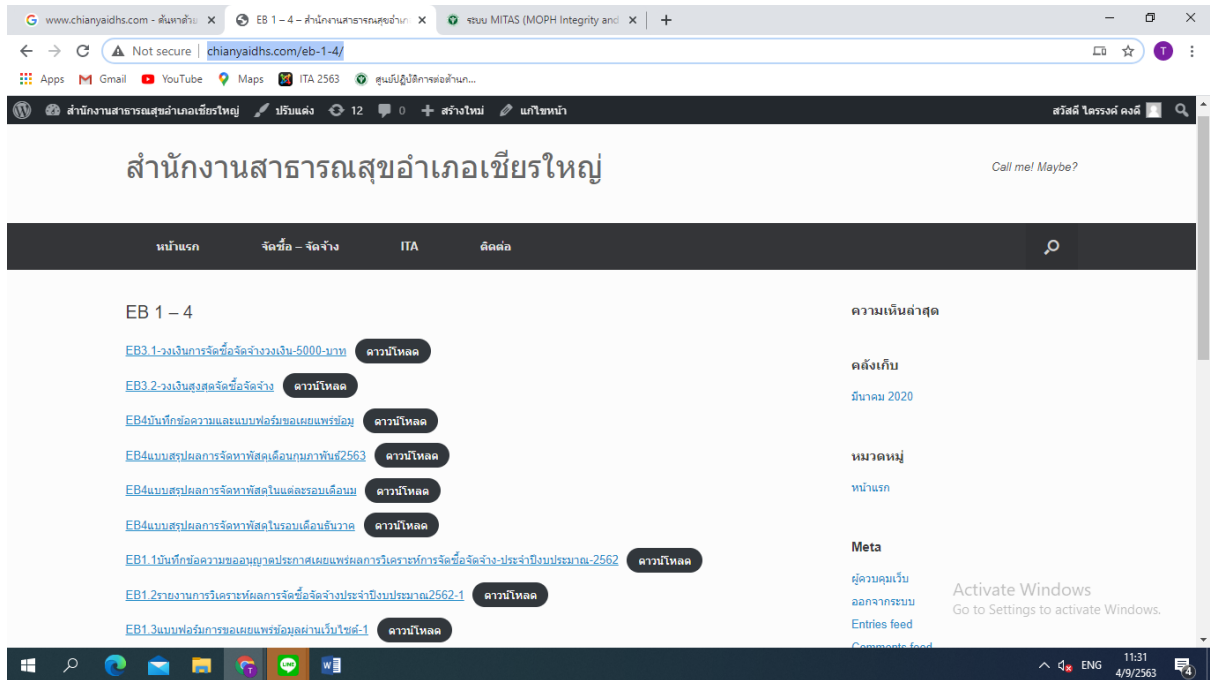 www.chianyaidhs.com - ค้นหาด้วย
EB 1 – 4 – สำนักงานสาธารณสุขอำเภ
ระบบ MITAS (MOPH Integrity and
Not secure | chianyaidhs.com/eb-1-4/
Apps Gmail YouTube Maps ITA 2563 ศูนย์ปฏิบัติการต่อต้านก...
สำนักงานสาธารณสุขอำเภอเชียรใหญ่ ปรับแต่ง 12 0 สร้างใหม่ แก้ไขหน้า สวัสดี ไตรรงค์ คงดี
สำนักงานสาธารณสุขอำเภอเชียรใหญ่
Call me! Maybe?
หน้าแรก จัดซื้อ – จัดจ้าง ITA ติดต่อ
EB 1 – 4
EB3.1-วงเงินการจัดซื้อจัดจ้างวงเงิน-5000-บาท ดาวน์โหลด
EB3.2-วงเงินสูงสุดจัดซื้อจัดจ้าง ดาวน์โหลด
EB4บันทึกข้อความและแบบฟอร์มขอเผยแพร่ข้อมู ดาวน์โหลด
EB4แบบสรุปผลการจัดหาพัสดุเดือนกุมภาพันธ์2563 ดาวน์โหลด
EB4แบบสรุปผลการจัดหาพัสดุในแต่ละรอบเดือนม ดาวน์โหลด
EB4แบบสรุปผลการจัดหาพัสดุในรอบเดือนธันวาค ดาวน์โหลด
EB1.1บันทึกข้อความขออนุญาตประกาศเผยแพร่ผลการวิเคราะห์การจัดซื้อจัดจ้าง-ประจำปีงบประมาณ-2562 ดาวน์โหลด
EB1.2รายงานการวิเคราะห์ผลการจัดซื้อจัดจ้างประจำปีงบประมาณ2562-1 ดาวน์โหลด
EB1.3แบบฟอร์มการขอเผยแพร่ข้อมูลผ่านเว็บไซต์-1 ดาวน์โหลด
ความเห็นล่าสุด
คลังเก็บ
มีนาคม 2020
หมวดหมู่
หน้าแรก
Meta
ผู้ควบคุมเว็บ
ออกจากระบบ
Entries feed
Comments feed
Activate Windows
Go to Settings to activate Windows.
ENG
11:31
4/9/2563